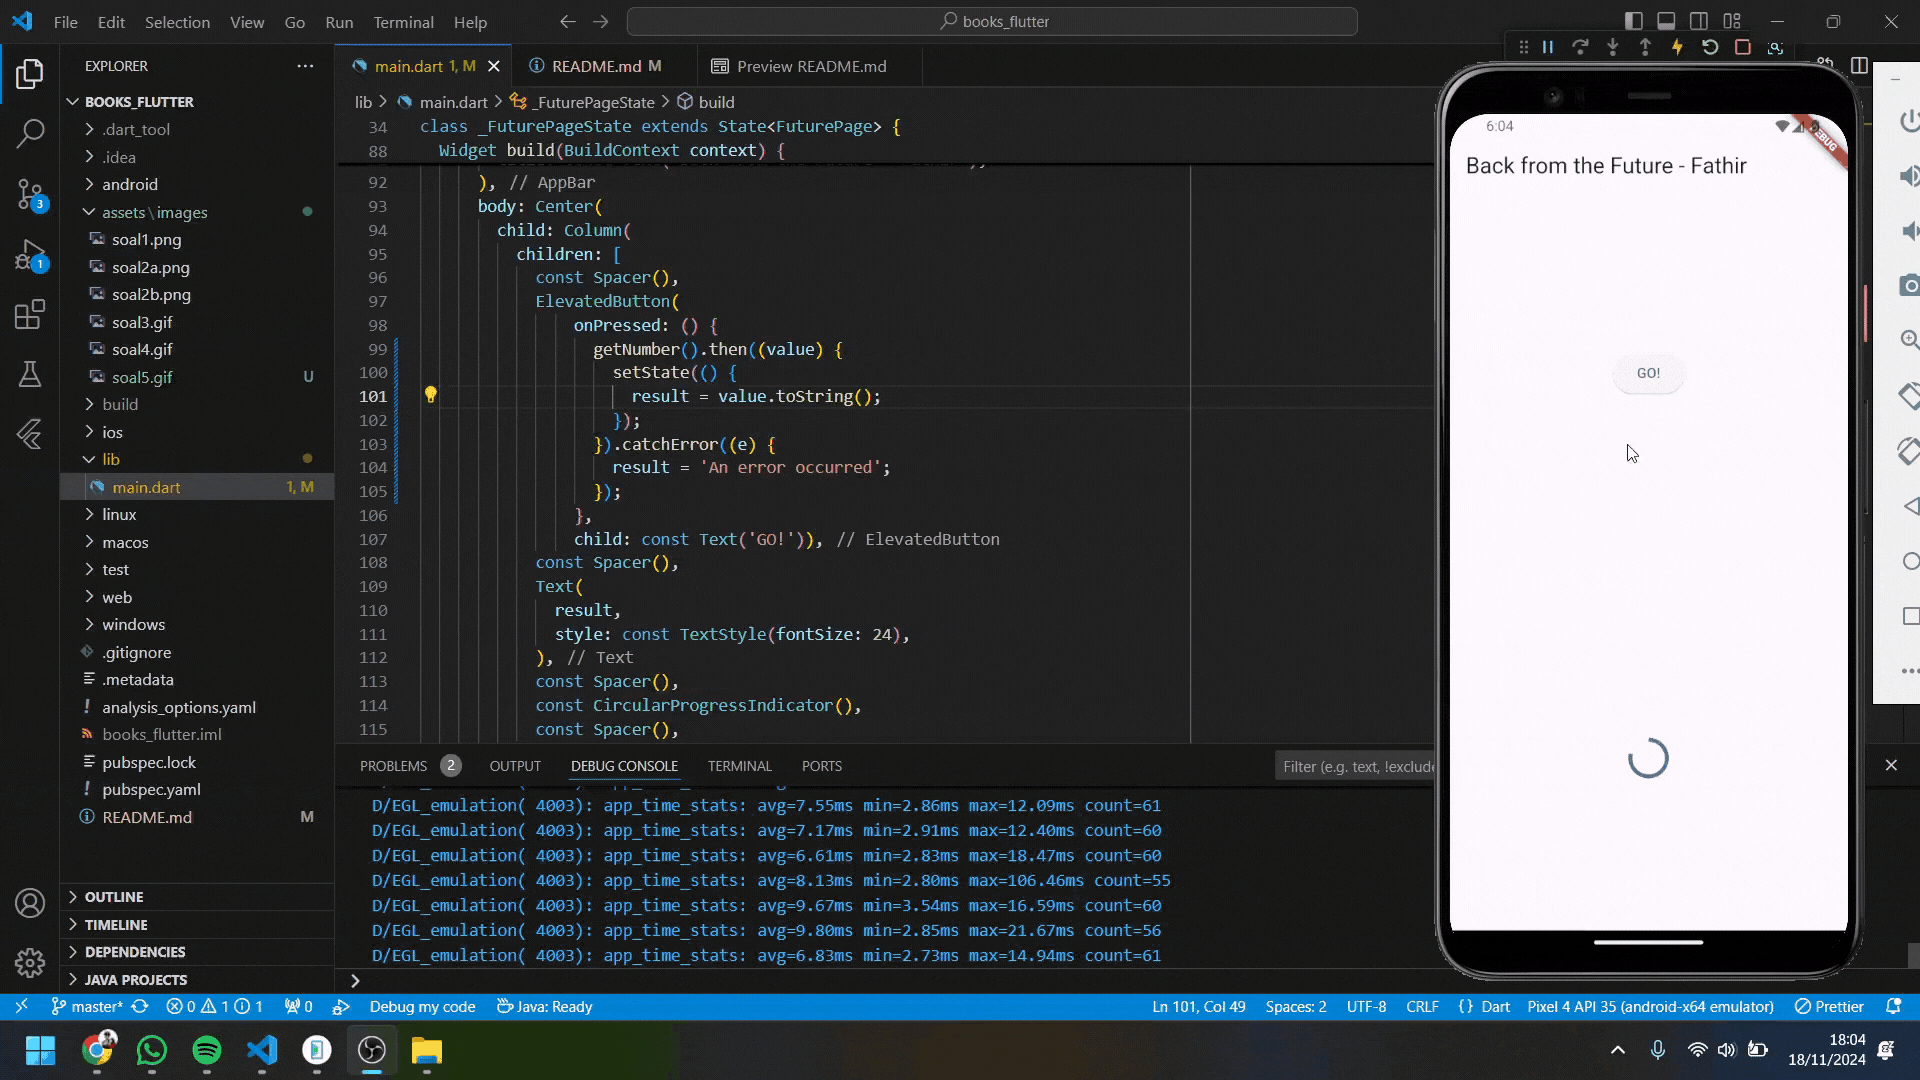 File Edit Selection View Go Run Terminal Help
books_flutter
EXPLORER
BOOKS_FLUTTER
.dart_tool
.idea
android
assets\images
soal1.png
soal2a.png
soal2b.png
soal3.gif
soal4.gif
soal5.gif U
build
ios
lib
main.dart 1, M
linux
macos
test
web
windows
.gitignore
.metadata
analysis_options.yaml
books_flutter.iml
pubspec.lock
pubspec.yaml
README.md M
OUTLINE
TIMELINE
DEPENDENCIES
JAVA PROJECTS
3
1
main.dart 1, M
README.md M
Preview README.md
lib > main.dart > _FuturePageState > build
34 class _FuturePageState extends State<FuturePage> {
88 Widget build(BuildContext context) {
92 ), // AppBar
93 body: Center(
94 child: Column(
95 children: [
96 const Spacer(),
97 ElevatedButton(
98 onPressed: () {
99 getNumber().then((value) {
100 setState(() {
101 result = value.toString();
102 });
103 }).catchError((e) {
104 result = 'An error occurred';
105 });
106 },
107 child: const Text('GO!')), // ElevatedButton
108 const Spacer(),
109 Text(
110 result,
111 style: const TextStyle(fontSize: 24),
112 ), // Text
113 const Spacer(),
114 const CircularProgressIndicator(),
115 const Spacer(),
PROBLEMS 2 OUTPUT DEBUG CONSOLE TERMINAL PORTS
Filter (e.g. text, !exclude
D/EGL_emulation( 4003): app_time_stats: avg=7.55ms min=2.86ms max=12.09ms count=61
D/EGL_emulation( 4003): app_time_stats: avg=7.17ms min=2.91ms max=12.40ms count=60
D/EGL_emulation( 4003): app_time_stats: avg=6.61ms min=2.83ms max=18.47ms count=60
D/EGL_emulation( 4003): app_time_stats: avg=8.13ms min=2.80ms max=106.46ms count=55
D/EGL_emulation( 4003): app_time_stats: avg=9.67ms min=3.54ms max=16.59ms count=60
D/EGL_emulation( 4003): app_time_stats: avg=9.80ms min=2.85ms max=21.67ms count=56
D/EGL_emulation( 4003): app_time_stats: avg=6.83ms min=2.73ms max=14.94ms count=61
6:04
DEBUG
Back from the Future - Fathir
GO!
master* 0 1 1 0 Debug my code Java: Ready
Ln 101, Col 49 Spaces: 2 UTF-8 CRLF {} Dart Pixel 4 API 35 (android-x64 emulator) Prettier
18:04
18/11/2024